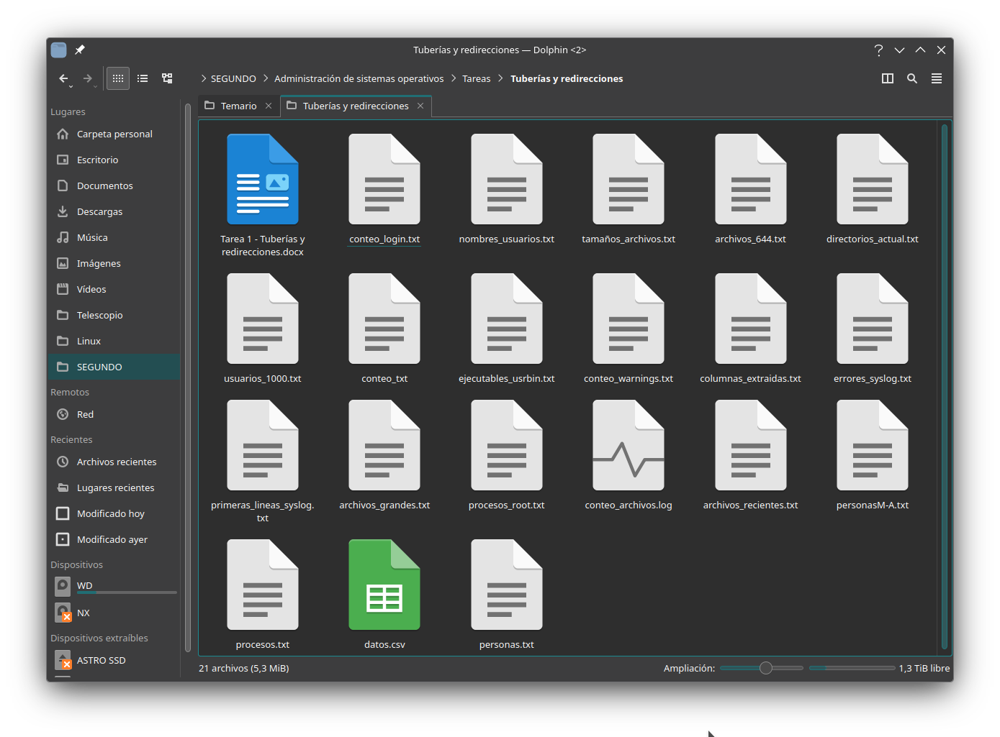 Tuberías y redirecciones — Dolphin <2>
SEGUNDO
Administración de sistemas operativos
Tareas
Tuberías y redirecciones
Temario
Tuberías y redirecciones
Lugares
Carpeta personal
Escritorio
Documentos
Descargas
Música
Imágenes
Vídeos
Telescopio
Linux
SEGUNDO
Remotos
Red
Recientes
Archivos recientes
Lugares recientes
Modificado hoy
Modificado ayer
Dispositivos
WD
NX
Dispositivos extraíbles
ASTRO SSD
Tarea 1 - Tuberías y
redirecciones.docx
conteo_login.txt
nombres_usuarios.txt
tamaños_archivos.txt
archivos_644.txt
directorios_actual.txt
usuarios_1000.txt
conteo_txt
ejecutables_usrbin.txt
conteo_warnings.txt
columnas_extraidas.txt
errores_syslog.txt
primeras_lineas_syslog.
txt
archivos_grandes.txt
procesos_root.txt
conteo_archivos.log
archivos_recientes.txt
personasM-A.txt
procesos.txt
datos.csv
personas.txt
21 archivos (5,3 MiB)
Ampliación:
1,3 TiB libre